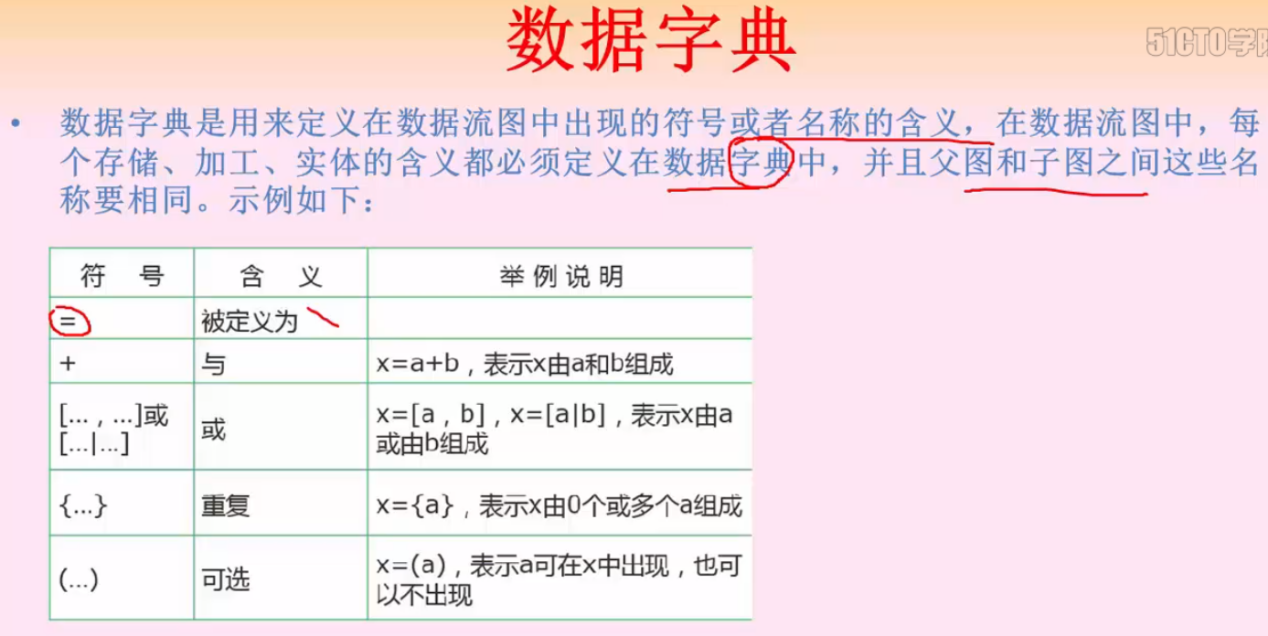 数据字典
51CTO学院
• 数据字典是用来定义在数据流图中出现的符号或者名称的含义，在数据流图中，每
个存储、加工、实体的含义都必须定义在数据字典中，并且父图和子图之间这些名
称要相同。示例如下：
符 号 含 义 举例说明
= 被定义为
+ 与 x=a+b，表示x由a和b组成
[...，...]或
[...|...]
或
x=[a，b]，x=[a|b]，表示x由a
或由b组成
{...} 重复 x={a}，表示x由0个或多个a组成
(...) 可选
x=(a)，表示a可在x中出现，也可
以不出现